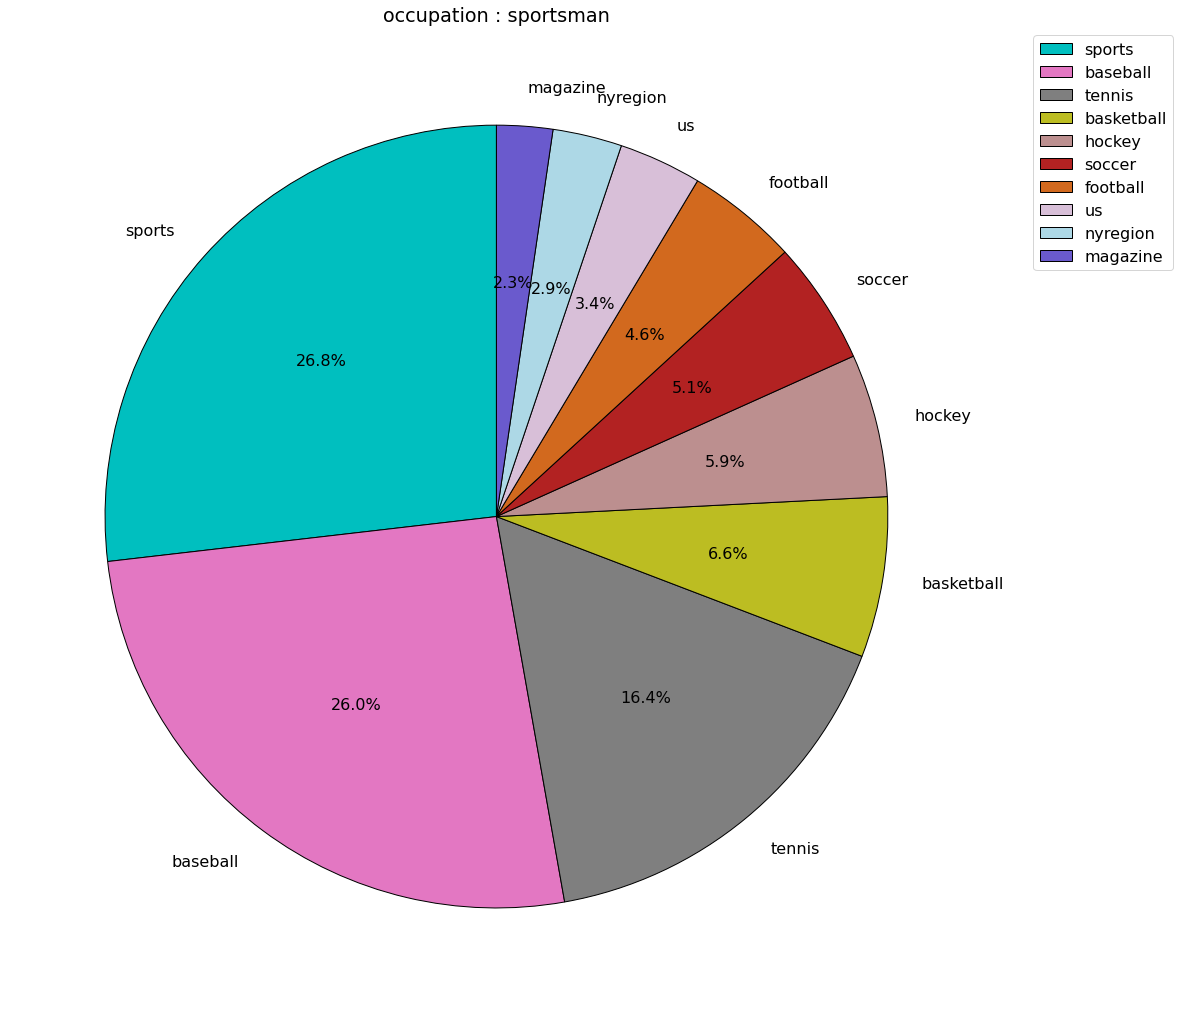 occupation : sportsman
sports
baseball
tennis
basketball
hockey
soccer
football
us
nyregion
magazine
magazine
nyregion
us
football
soccer
hockey
basketball
tennis
baseball
sports
2.3%
2.9%
3.4%
4.6%
5.1%
5.9%
6.6%
16.4%
26.0%
26.8%